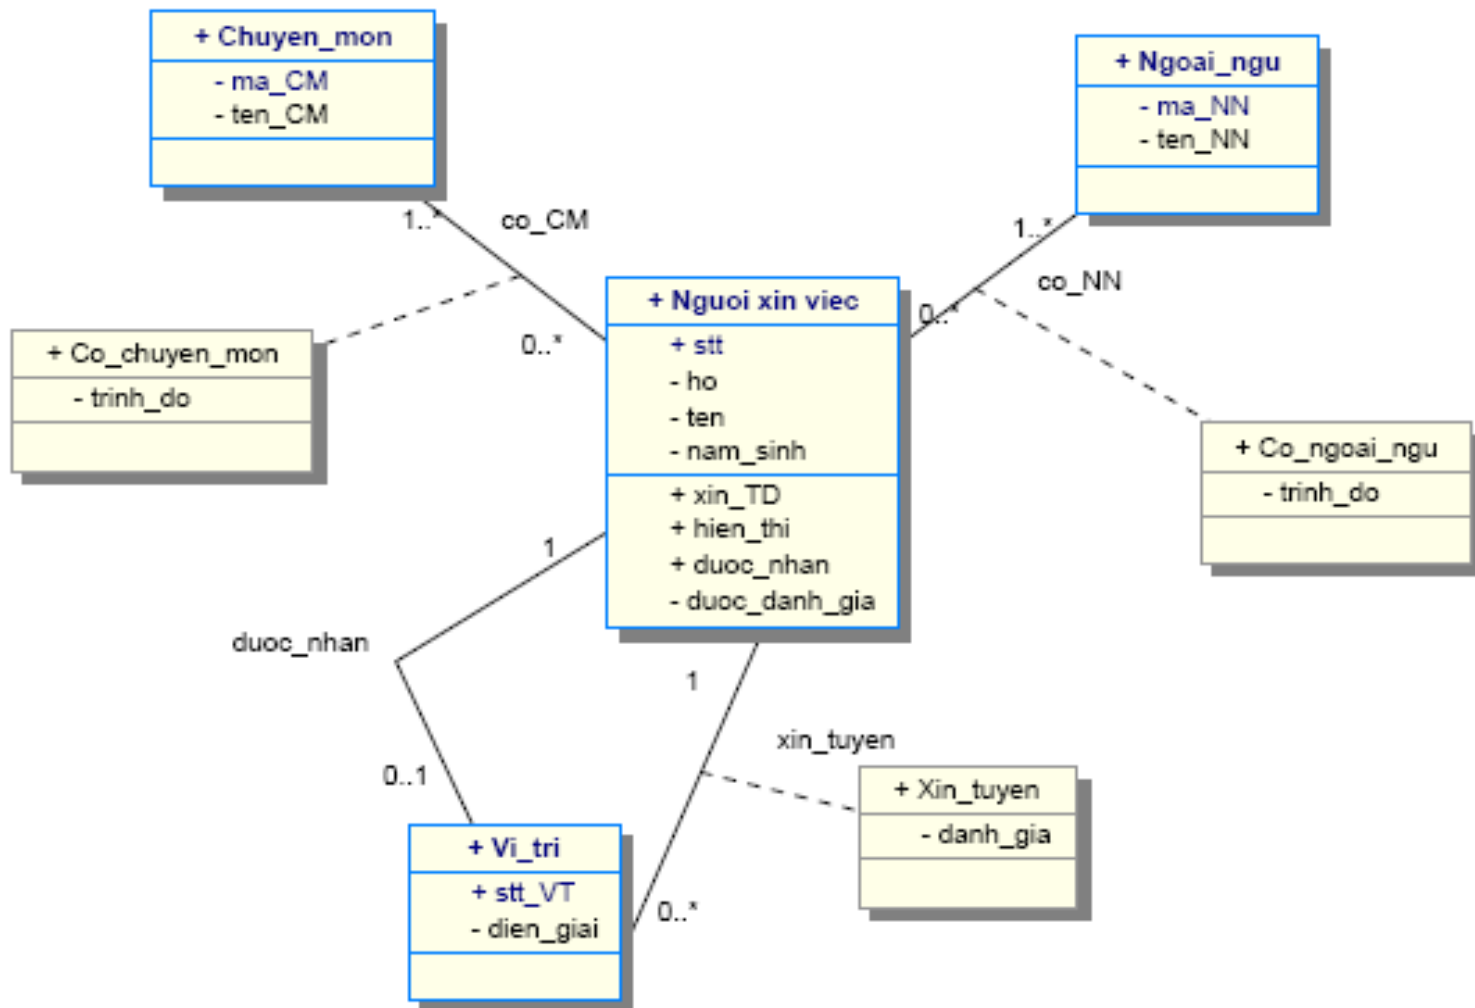 + Chuyen_mon
- ma_CM
- ten_CM
+ Ngoai_ngu
- ma_NN
- ten_NN
1..*
co_CM
1..*
co_NN
+ Nguoi xin viec
+ stt
- ho
- ten
- nam_sinh
+ xin_TD
+ hien_thi
+ duoc_nhan
- duoc_danh_gia
0..*
0..*
+ Co_chuyen_mon
- trinh_do
+ Co_ngoai_ngu
- trinh_do
1
duoc_nhan
0..1
1
xin_tuyen
+ Xin_tuyen
- danh_gia
+ Vi_tri
+ stt_VT
- dien_giai
0..*